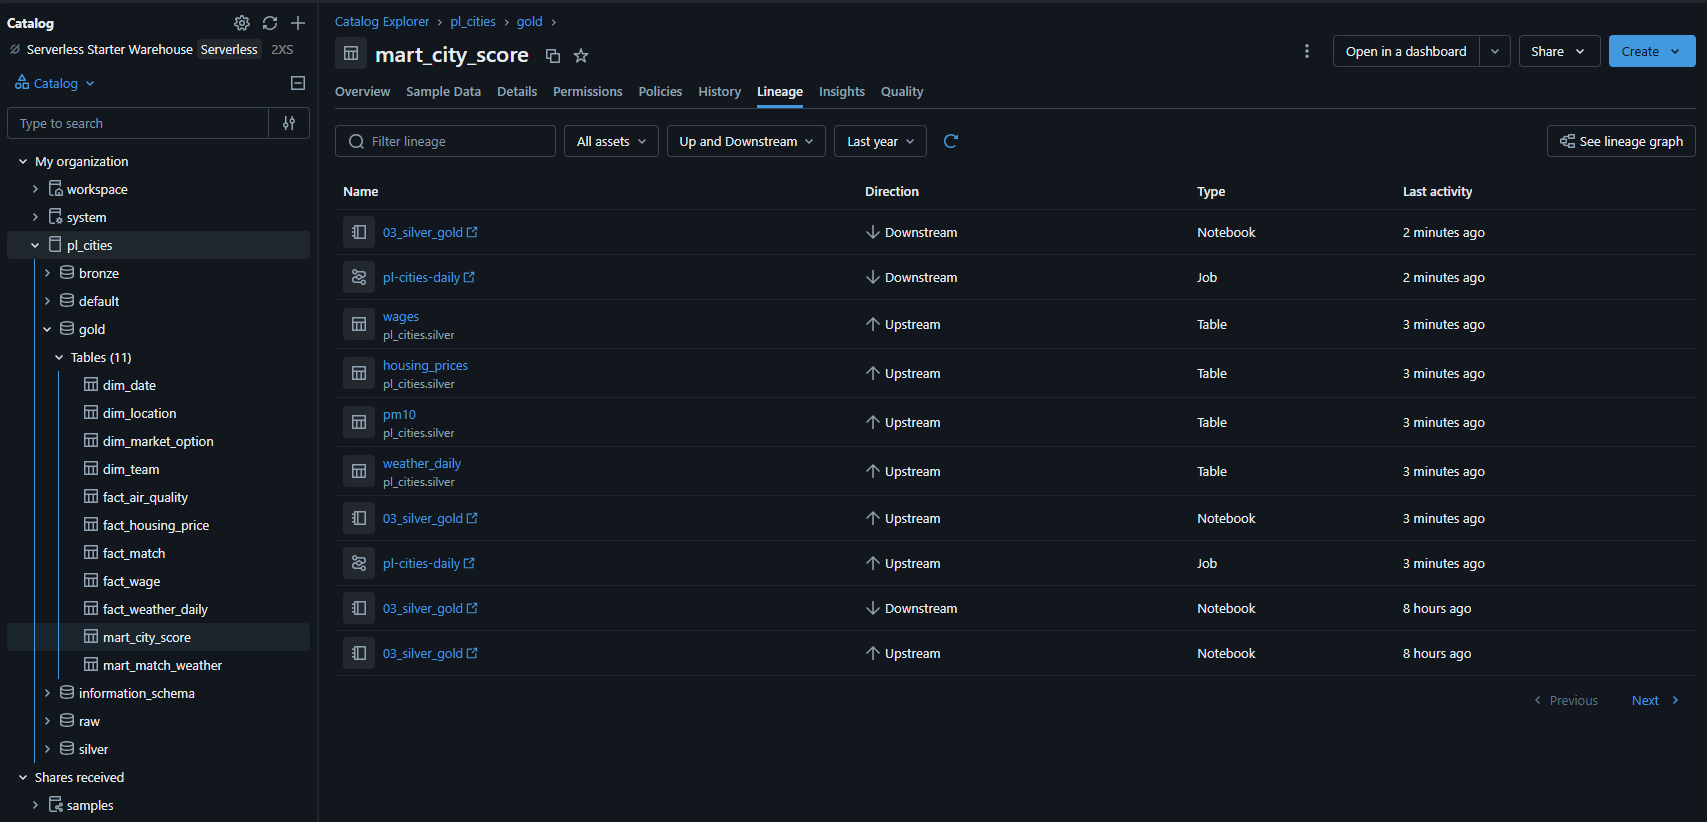 Catalog
Serverless Starter Warehouse Serverless 2XS
Catalog
Type to search
My organization
workspace
system
pl_cities
bronze
default
gold
Tables (11)
dim_date
dim_location
dim_market_option
dim_team
fact_air_quality
fact_housing_price
fact_match
fact_wage
fact_weather_daily
mart_city_score
mart_match_weather
information_schema
raw
silver
Shares received
samples
Catalog Explorer > pl_cities > gold >
mart_city_score
Open in a dashboard
Share
Create
Overview Sample Data Details Permissions Policies History Lineage Insights Quality
Filter lineage
All assets
Up and Downstream
Last year
See lineage graph
Name Direction Type Last activity
03_silver_gold Downstream Notebook 2 minutes ago
pl-cities-daily Downstream Job 2 minutes ago
wages
pl_cities.silver
Upstream Table 3 minutes ago
housing_prices
pl_cities.silver
Upstream Table 3 minutes ago
pm10
pl_cities.silver
Upstream Table 3 minutes ago
weather_daily
pl_cities.silver
Upstream Table 3 minutes ago
03_silver_gold Upstream Notebook 3 minutes ago
pl-cities-daily Upstream Job 3 minutes ago
03_silver_gold Downstream Notebook 8 hours ago
03_silver_gold Upstream Notebook 8 hours ago
Previous Next